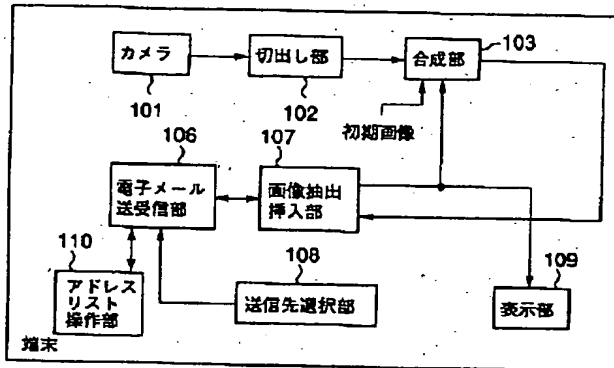 カメラ
101
切出し部
102
合成部
103
初期画像
106
電子メール
送受信部
107
画像抽出
挿入部
110
アドレス
リスト
操作部
108
送信先選択部
109
表示部
端末